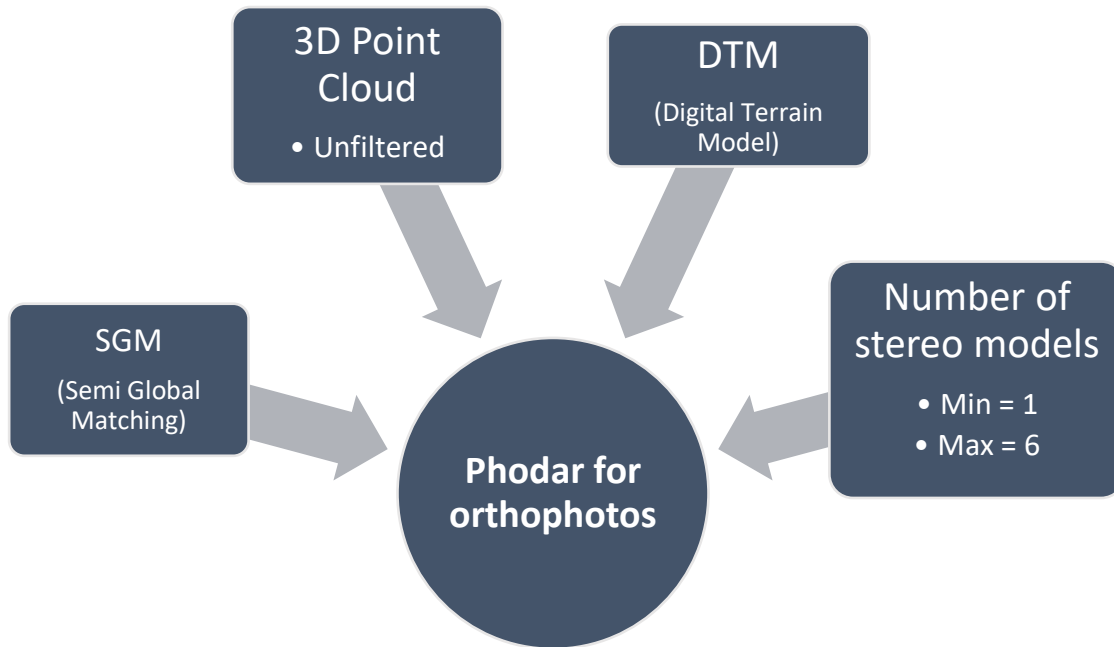 3D Point
Cloud
• Unfiltered
DTM
(Digital Terrain
Model)
SGM
(Semi Global
Matching)
Number of
stereo models
• Min = 1
• Max = 6
Phodar for
orthophotos